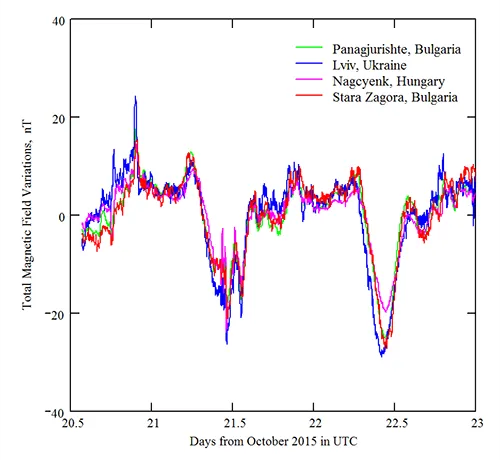 40
Panagjurishte, Bulgaria
Lviv, Ukraine
Nagcyenk, Hungary
Stara Zagora, Bulgaria
20
0
−20
−40
Total Magnetic Field Variations, nT
20.5 21 21.5 22 22.5 23
Days from October 2015 in UTC